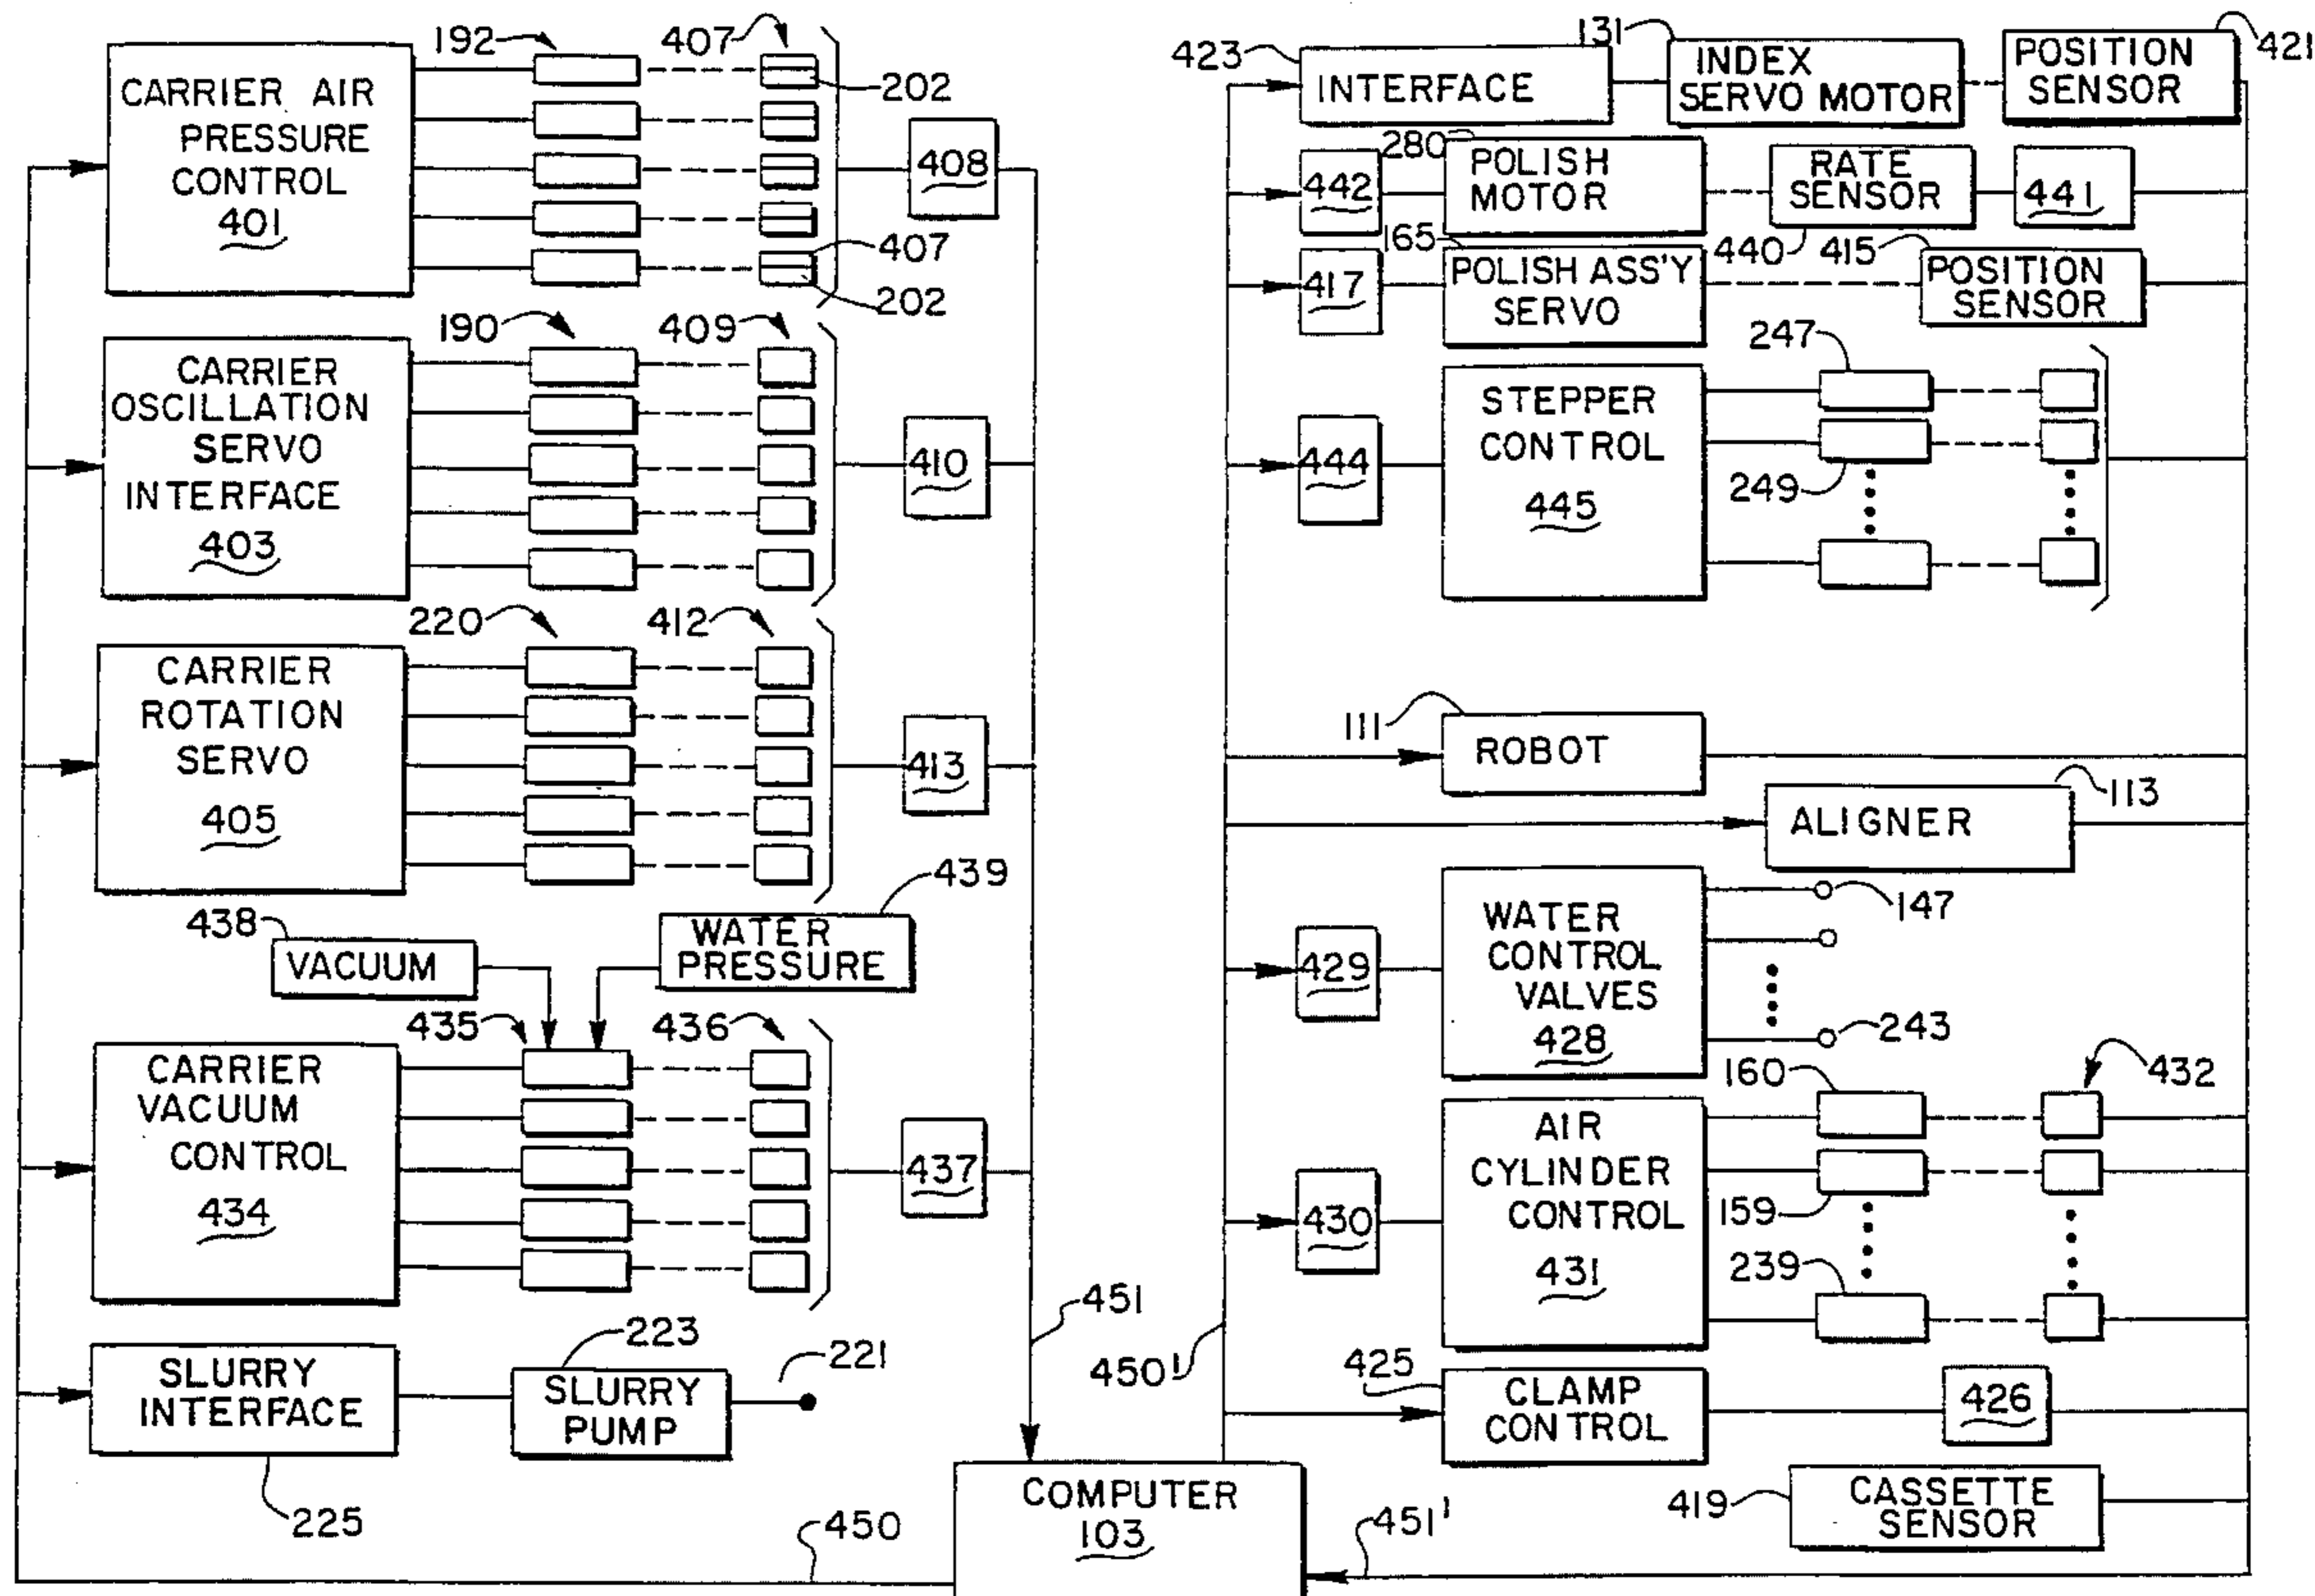 192
407
CARRIER AIR
PRESSURE
CONTROL
401
202
408
407
202
190
409
CARRIER
OSCILLATION
SERVO
INTERFACE
403
410
220
412
CARRIER
ROTATION
SERVO
405
413
439
438
VACUUM
WATER
PRESSURE
435
436
CARRIER
VACUUM
CONTROL
434
437
451
SLURRY
INTERFACE
225
223
SLURRY
PUMP
221
450
COMPUTER
103
423
INTERFACE
131
INDEX
SERVO MOTOR
POSITION
SENSOR
421
442
280
POLISH
MOTOR
RATE
SENSOR
440
441
417
165
POLISH ASS'Y
SERVO
415
POSITION
SENSOR
444
STEPPER
CONTROL
445
247
249
111
ROBOT
ALIGNER
113
429
WATER
CONTROL
VALVES
428
147
243
430
AIR
CYLINDER
CONTROL
431
160
159
239
432
450'
425
CLAMP
CONTROL
426
419
CASSETTE
SENSOR
451'